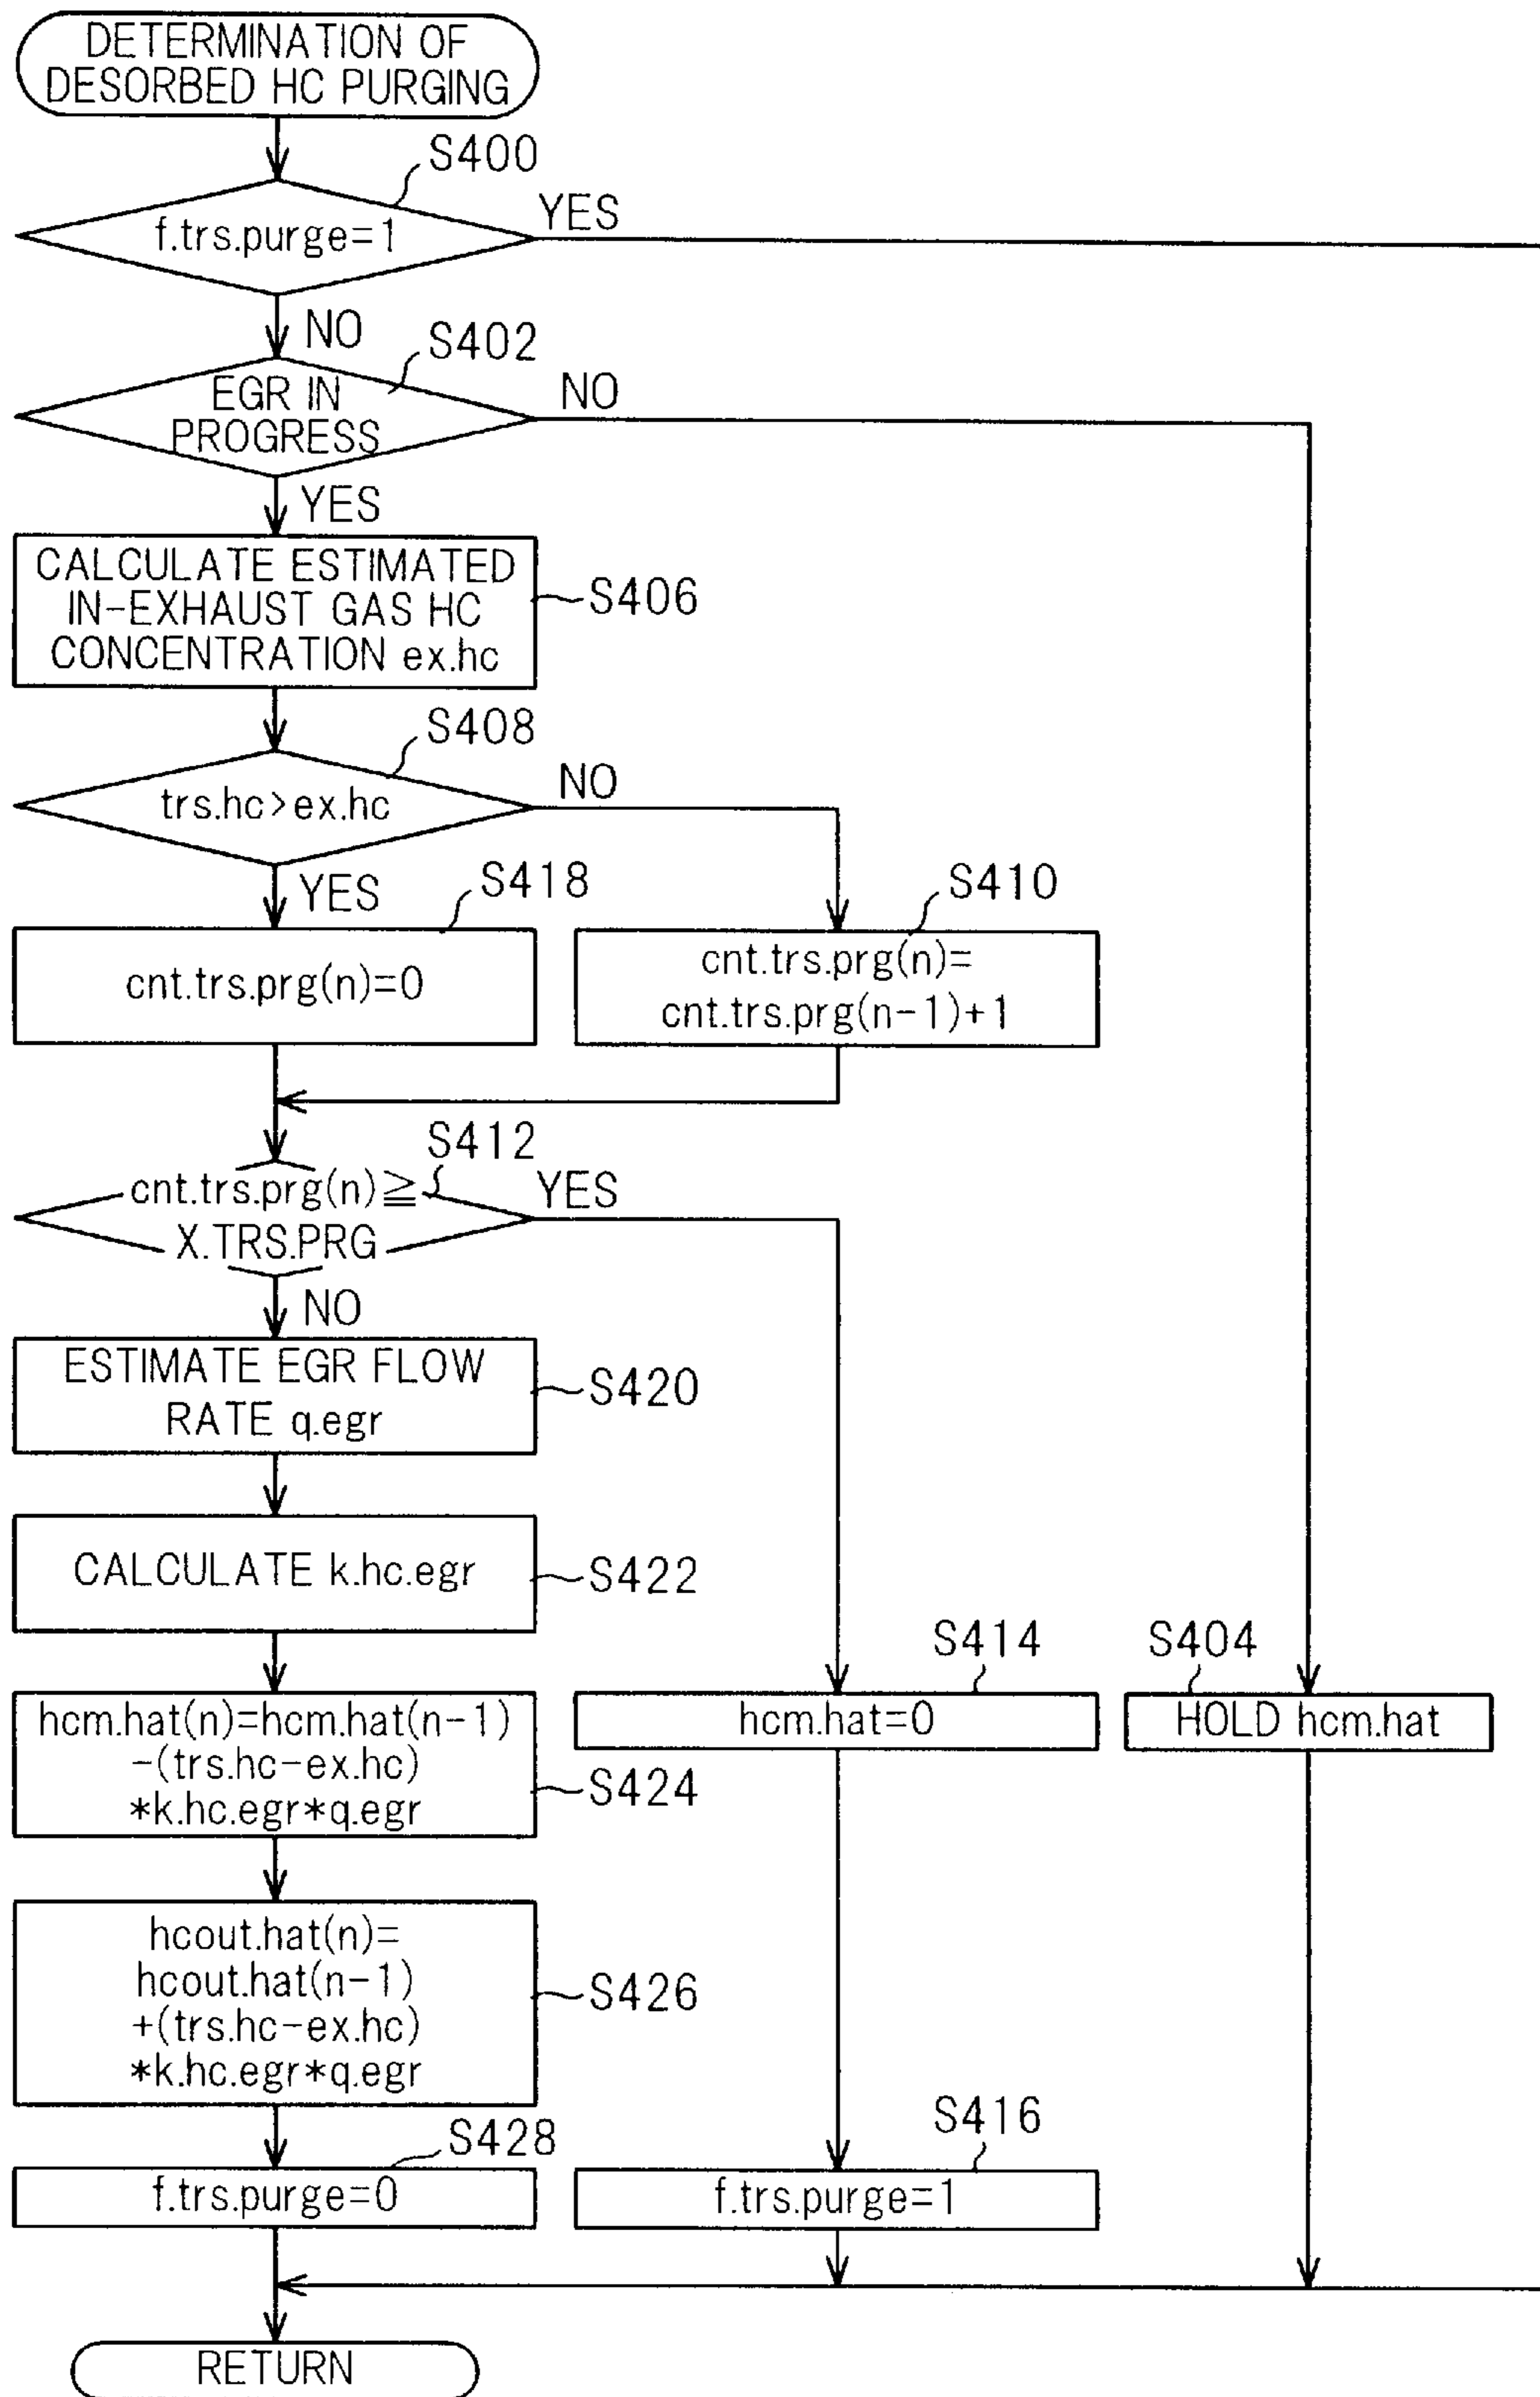 DETERMINATION OF
DESORBED HC PURGING
S400
f.trs.purge=1
YES
NO
S402
EGR IN
PROGRESS
NO
YES
CALCULATE ESTIMATED
IN-EXHAUST GAS HC
CONCENTRATION ex.hc
S406
S408
trs.hc>ex.hc
NO
YES
S418
cnt.trs.prg(n)=0
S410
cnt.trs.prg(n)=
cnt.trs.prg(n-1)+1
S412
cnt.trs.prg(n)≧
X.TRS.PRG
YES
NO
ESTIMATE EGR FLOW
RATE q.egr
S420
CALCULATE k.hc.egr
S422
hcm.hat(n)=hcm.hat(n-1)
-(trs.hc-ex.hc)
*k.hc.egr*q.egr
S424
S414
hcm.hat=0
S404
HOLD hcm.hat
hcout.hat(n)=
hcout.hat(n-1)
+(trs.hc-ex.hc)
*k.hc.egr*q.egr
S426
S428
f.trs.purge=0
S416
f.trs.purge=1
RETURN